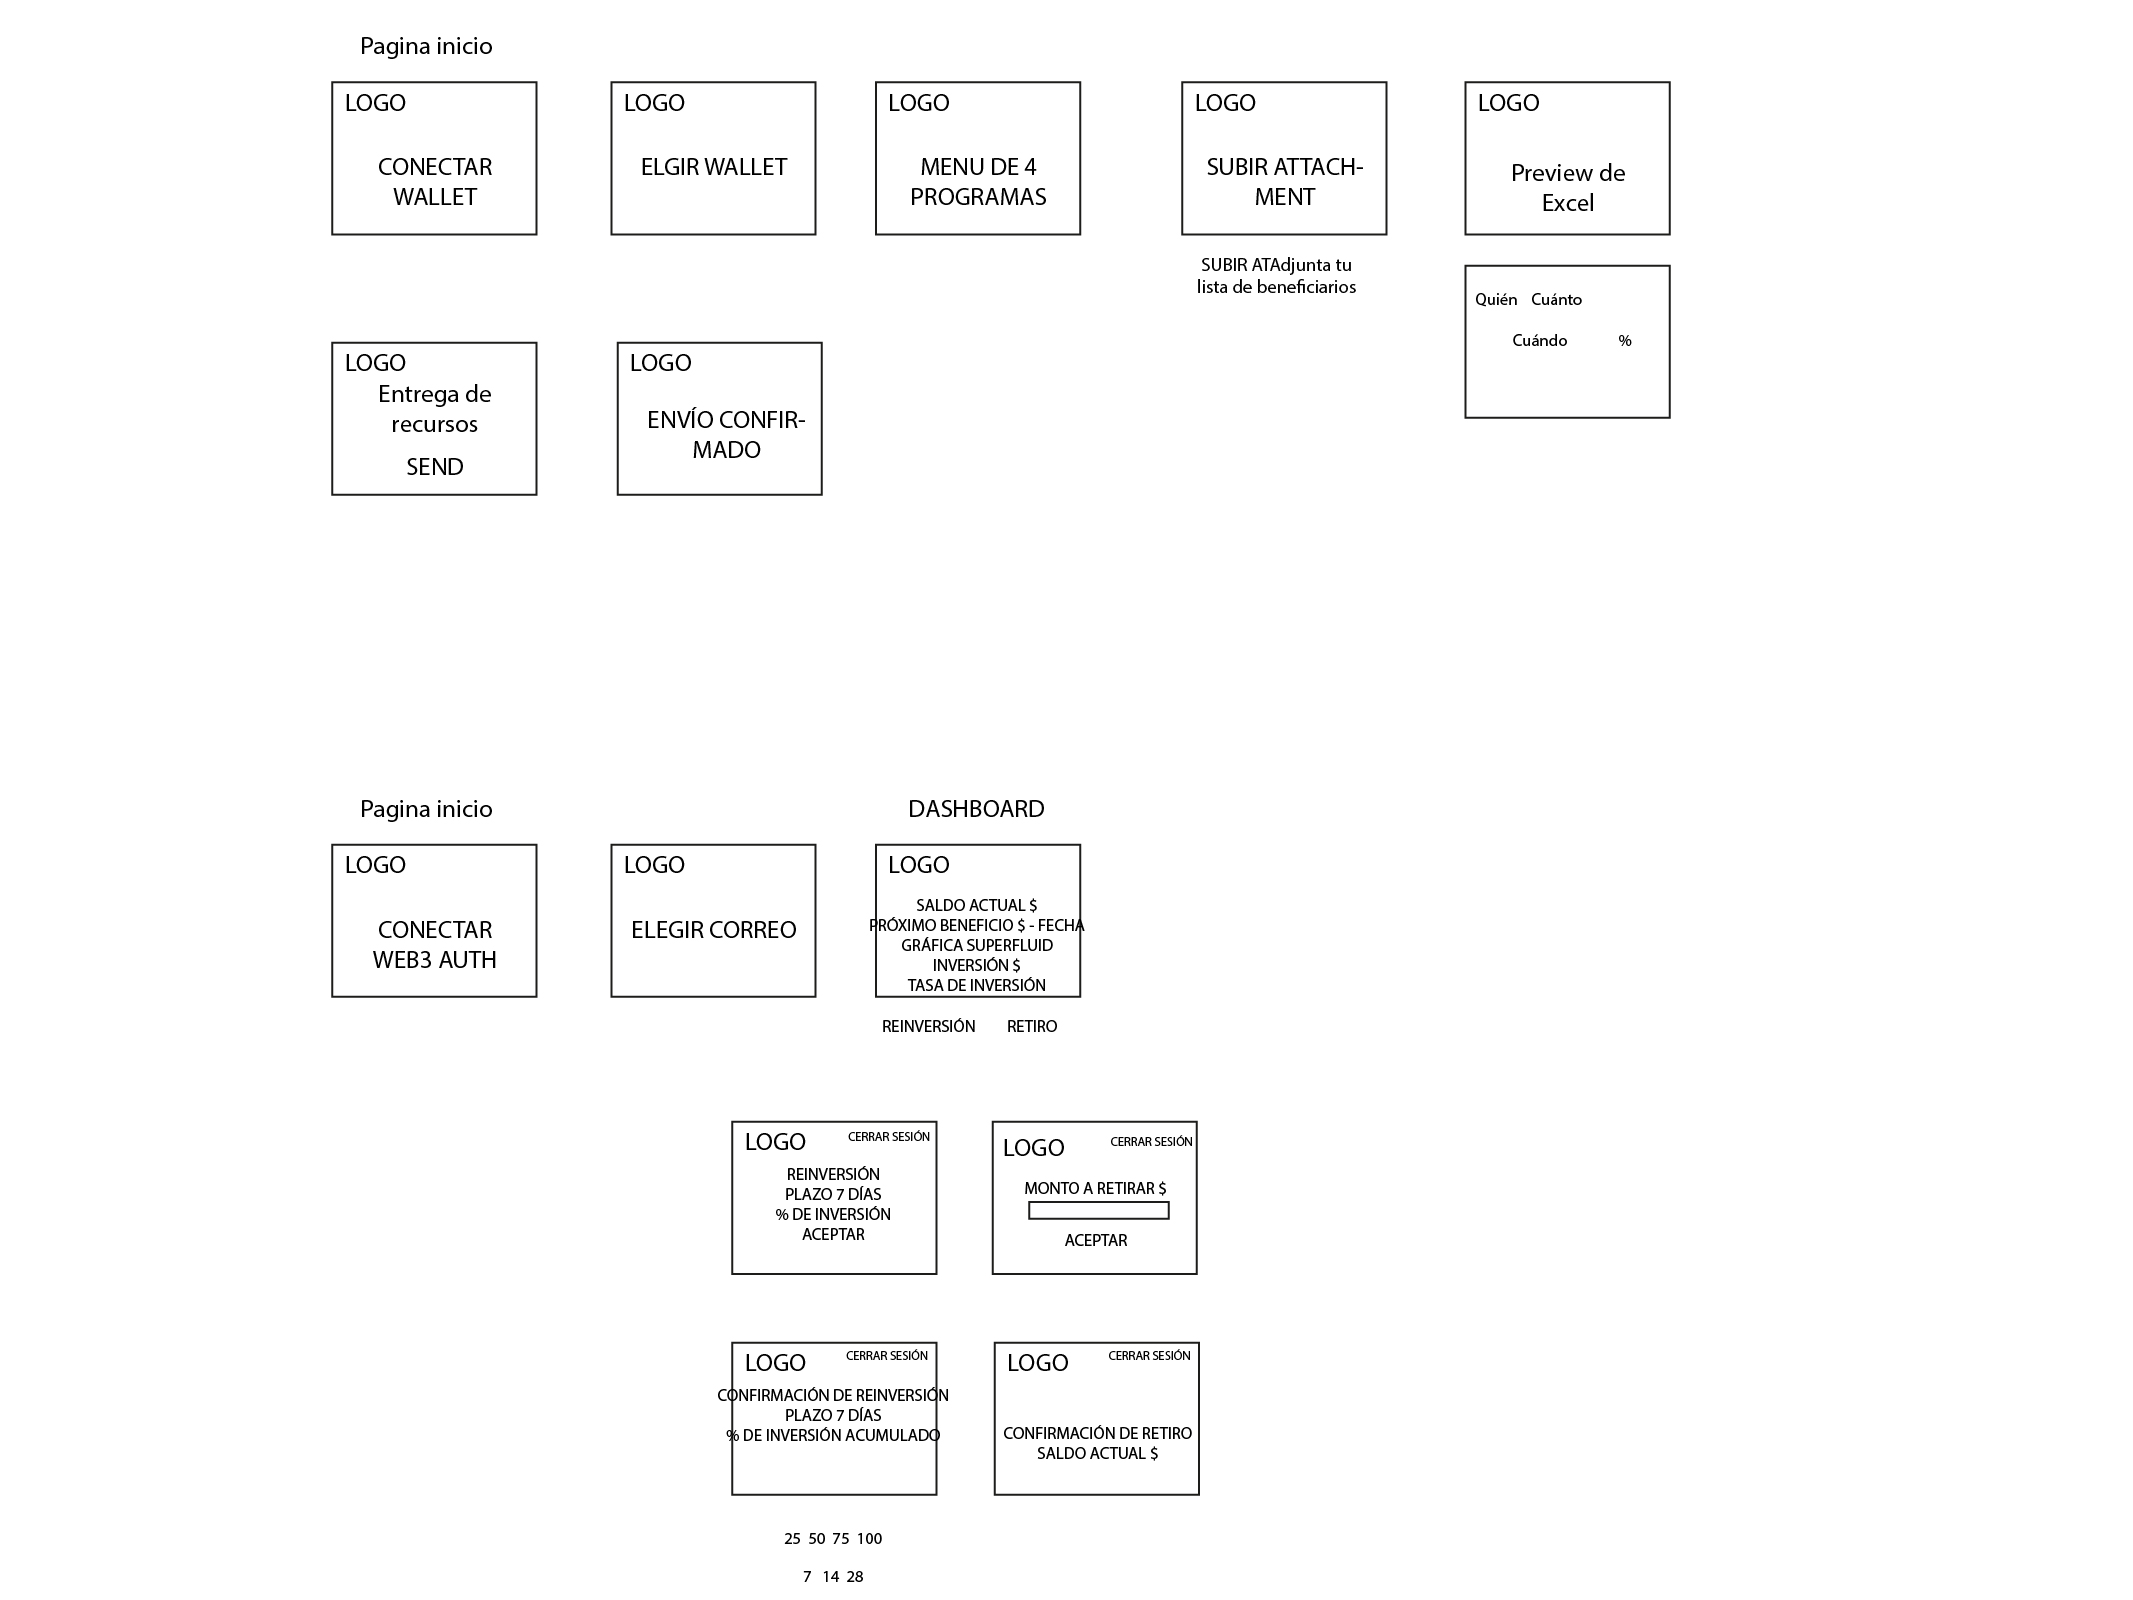 Pagina inicio
LOGO
CONECTAR
WALLET
LOGO
ELGIR WALLET
LOGO
MENU DE 4
PROGRAMAS
LOGO
SUBIR ATTACH-
MENT
SUBIR ATAdjunta tu
lista de beneficiarios
LOGO
Preview de
Excel
Quién Cuánto
Cuándo %
LOGO
Entrega de
recursos
SEND
LOGO
ENVÍO CONFIR-
MADO
Pagina inicio
LOGO
CONECTAR
WEB3 AUTH
LOGO
ELEGIR CORREO
DASHBOARD
LOGO
SALDO ACTUAL $
PRÓXIMO BENEFICIO $ - FECHA
GRÁFICA SUPERFLUID
INVERSIÓN $
TASA DE INVERSIÓN
REINVERSIÓN RETIRO
LOGO CERRAR SESIÓN
REINVERSIÓN
PLAZO 7 DÍAS
% DE INVERSIÓN
ACEPTAR
LOGO CERRAR SESIÓN
MONTO A RETIRAR $
ACEPTAR
LOGO CERRAR SESIÓN
CONFIRMACIÓN DE REINVERSIÓN
PLAZO 7 DÍAS
% DE INVERSIÓN ACUMULADO
LOGO CERRAR SESIÓN
CONFIRMACIÓN DE RETIRO
SALDO ACTUAL $
25 50 75 100
7 14 28